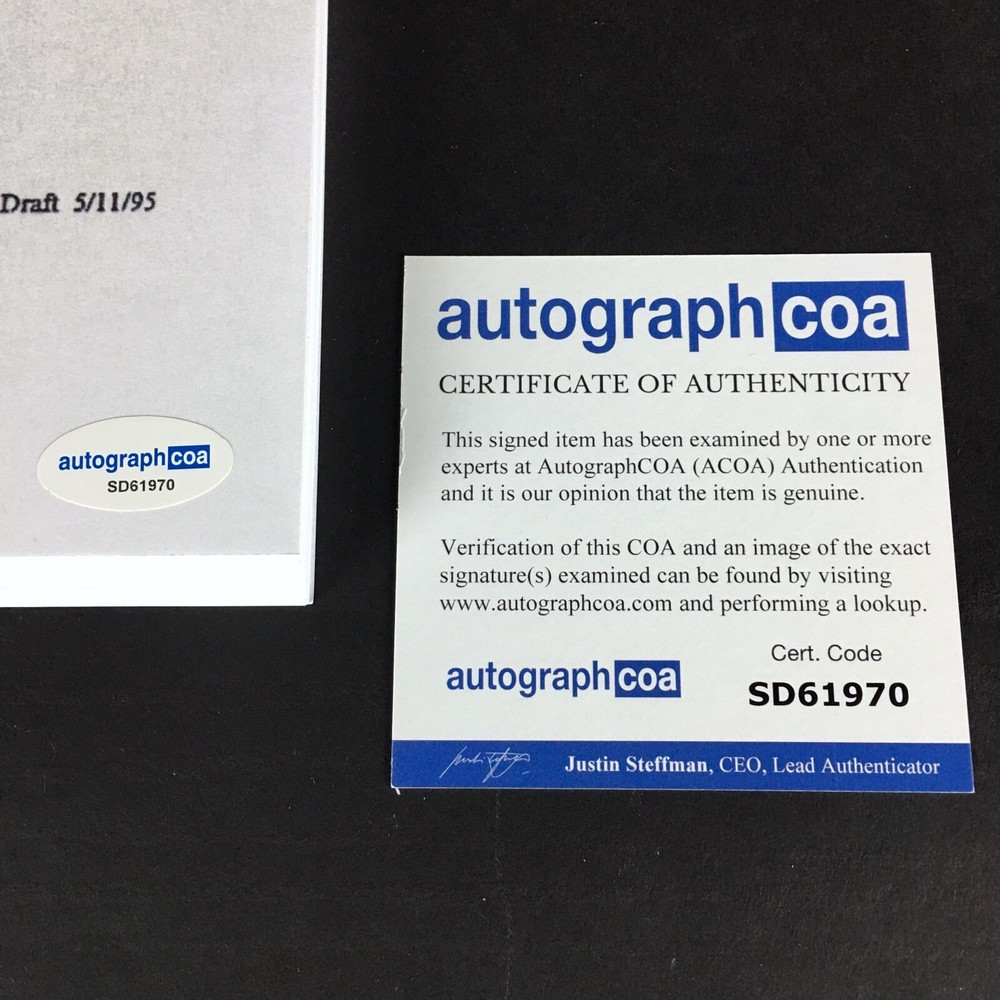 Draft 5/11/95
autographcoa
SD61970
autographcoa
CERTIFICATE OF AUTHENTICITY
This signed item has been examined by one or more
experts at AutographCOA (ACOA) Authentication
and it is our opinion that the item is genuine.
Verification of this COA and an image of the exact
signature(s) examined can be found by visiting
www.autographcoa.com and performing a lookup.
Cert. Code
autographcoa
SD61970
Justin Steffman, CEO, Lead Authenticator